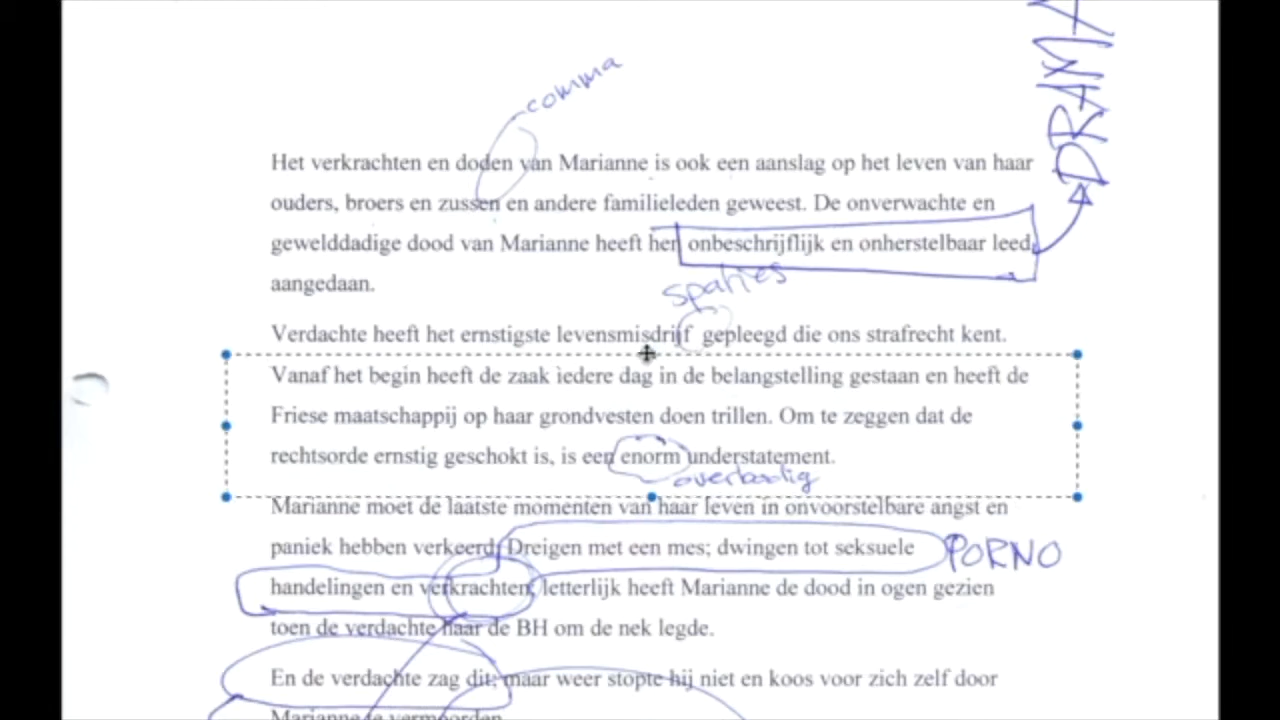 DRAMA
comma
Het verkrachten en doden van Marianne is ook een aanslag op het leven van haar
ouders, broers en zussen en andere familieleden geweest. De onverwachte en
gewelddadige dood van Marianne heeft hen onbeschrijflijk en onherstelbaar leed
aangedaan.
spaties
Verdachte heeft het ernstigste levensmisdrijf gepleegd die ons strafrecht kent.
Vanaf het begin heeft de zaak iedere dag in de belangstelling gestaan en heeft de
Friese maatschappij op haar grondvesten doen trillen. Om te zeggen dat de
rechtsorde ernstig geschokt is, is een enorm understatement.
overbodig
Marianne moet de laatste momenten van haar leven in onvoorstelbare angst en
paniek hebben verkeerd; Dreigen met een mes; dwingen tot seksuele
PORNO
handelingen en verkrachten; letterlijk heeft Marianne de dood in ogen gezien
toen de verdachte haar de BH om de nek legde.
En de verdachte zag dit; maar weer stopte hij niet en koos voor zich zelf door
Marianne te vermoorden.